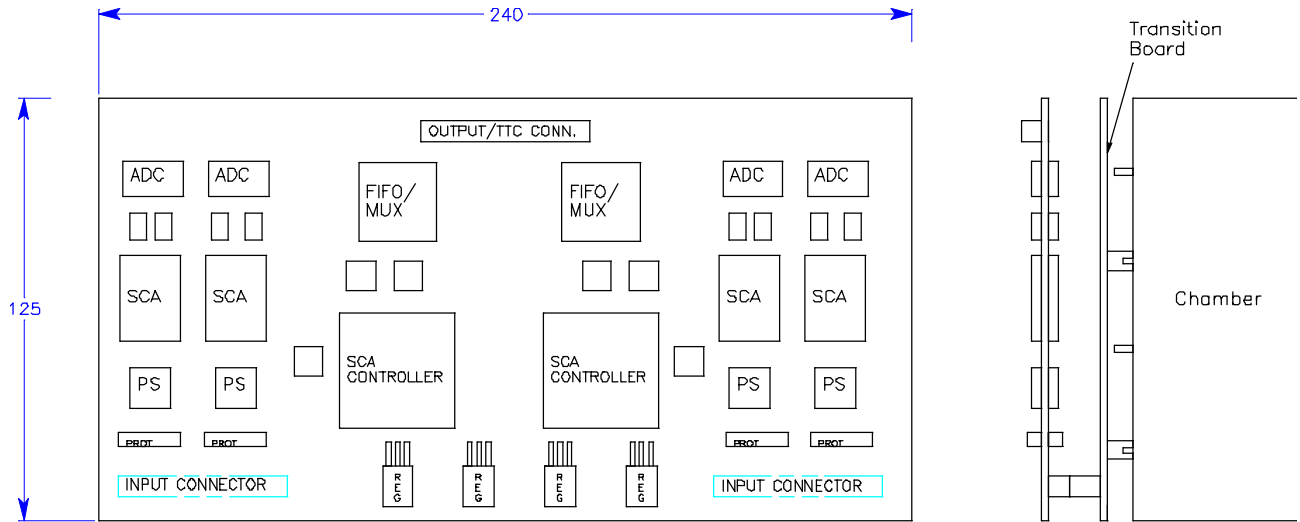 240
Transition
Board
OUTPUT/TTC CONN.
ADC
ADC
FIFO/
MUX
FIFO/
MUX
ADC
ADC
SCA
SCA
SCA
SCA
Chamber
125
SCA
CONTROLLER
SCA
CONTROLLER
PS
PS
PS
PS
PROT
PROT
PROT
PROT
INPUT CONNECTOR
REG
REG
REG
REG
INPUT CONNECTOR